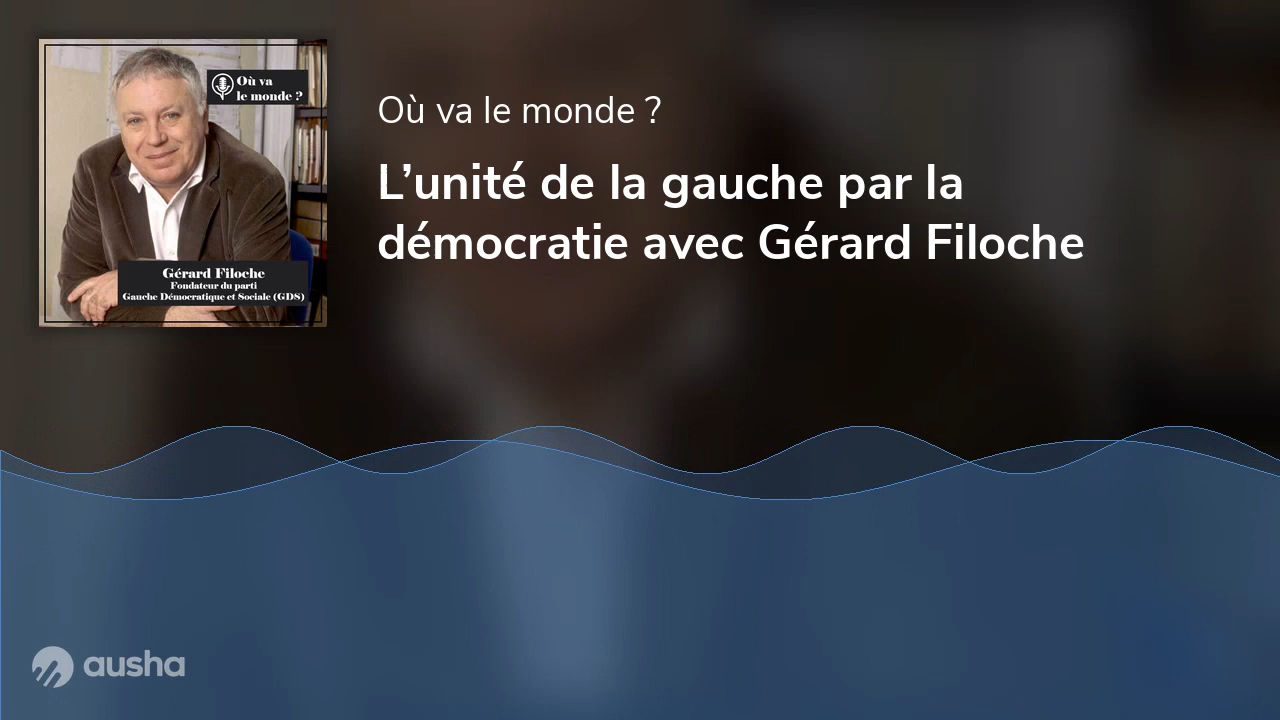 Où va
le monde ?
Gérard Filoche
Fondateur du parti
Gauche Démocratique et Sociale (GDS)
Où va le monde ?
L’unité de la gauche par la
démocratie avec Gérard Filoche
ausha